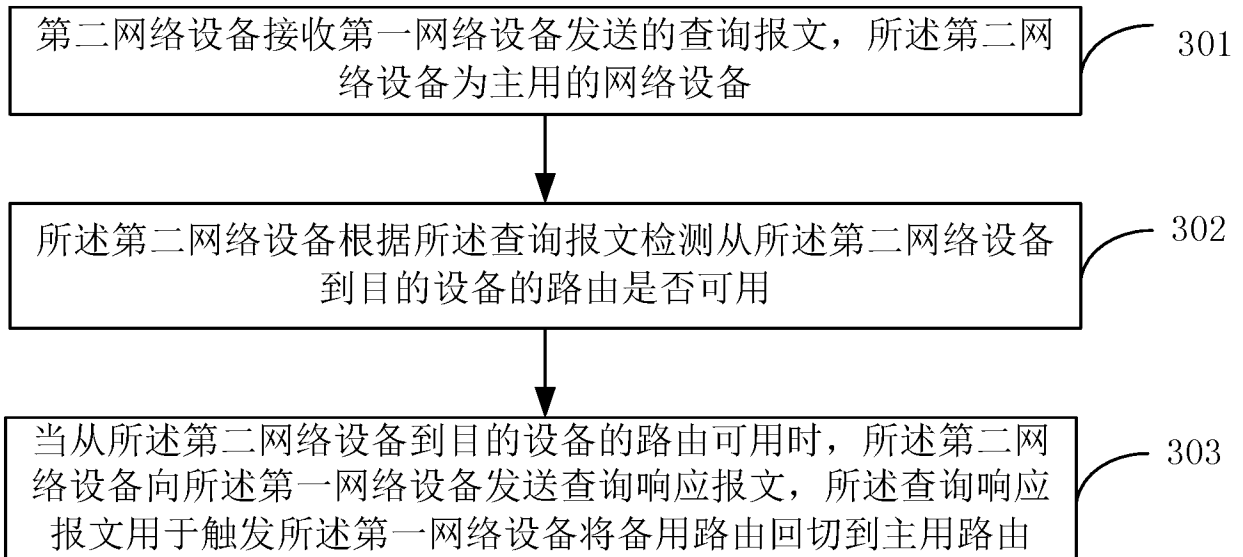 第二网络设备接收第一网络设备发送的查询报文，所述第二网
络设备为主用的网络设备
301
所述第二网络设备根据所述查询报文检测从所述第二网络设备
到目的设备的路由是否可用
302
当从所述第二网络设备到目的设备的路由可用时，所述第二网
络设备向所述第一网络设备发送查询响应报文，所述查询响应
报文用于触发所述第一网络设备将备用路由回切到主用路由
303